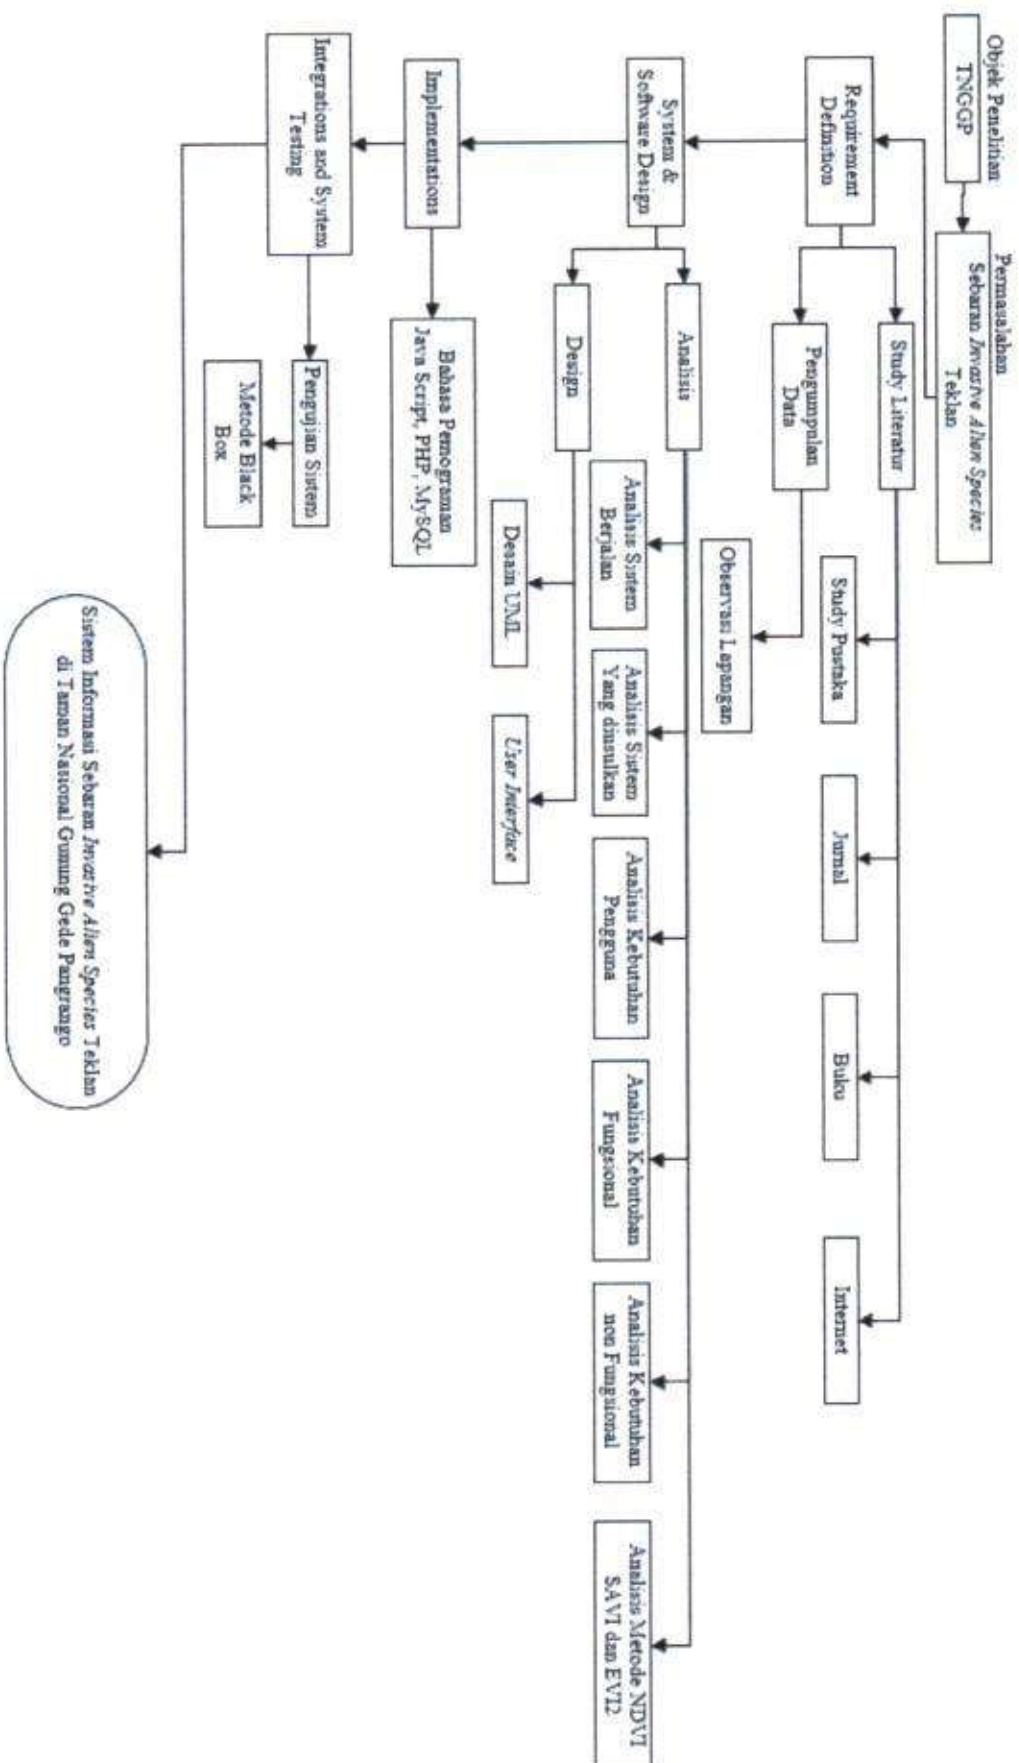 Objek Penelitian
TNGGP
Permasalahan
Sebaran Invasive Alien Species
Teklan
Requirement
Definition
Study Literatur
Study Pustaka
Jurnal
Buku
Internet
Pengumpulan
Data
Observasi Lapangan
System &
Software Design
Analisis
Analisis Sistem
Berjalan
Analisis Sistem
Yang diusulkan
Analisis Kebutuhan
Pengguna
Analisis Kebutuhan
Fungsional
Analisis Kebutuhan
non Fungsional
Analisis Metode NDVI
SAVI dan EVI2
Design
Desain UML
User Interface
Implementations
Bahasa Pemograman
Java Script, PHP, MySQL
Integrations and System
Testing
Pengujian Sistem
Metode Black
Box
Sistem Informasi Sebaran Invasive Alien Species Teklan
di Taman Nasional Gunung Gede Pangrango